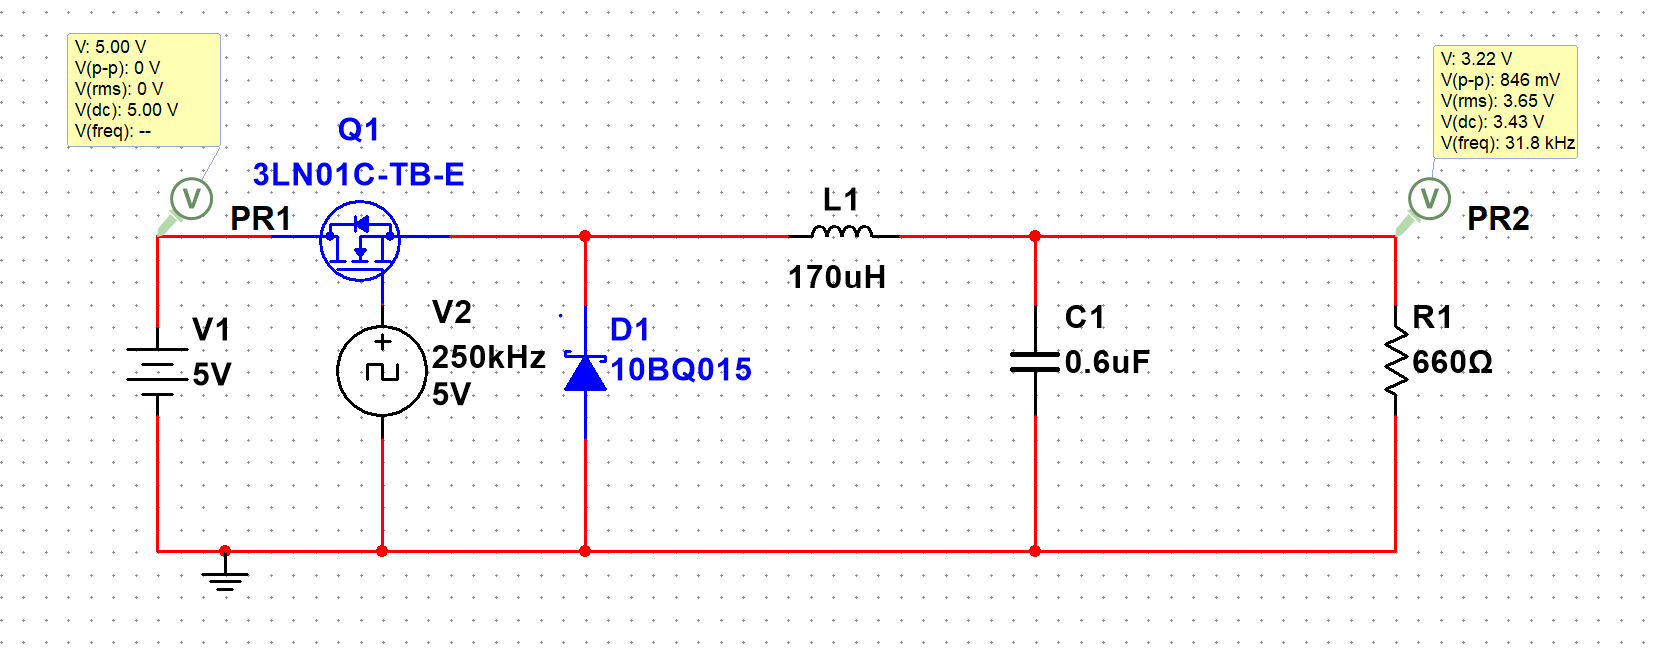 V: 5.00 V
V(p-p): 0 V
V(rms): 0 V
V(dc): 5.00 V
V(freq): --
V: 3.22 V
V(p-p): 846 mV
V(rms): 3.65 V
V(dc): 3.43 V
V(freq): 31.8 kHz
Q1
3LN01C-TB-E
V
PR1
L1
170uH
V
PR2
V1
5V
V2
250kHz
5V
D1
10BQ015
C1
0.6uF
R1
660Ω